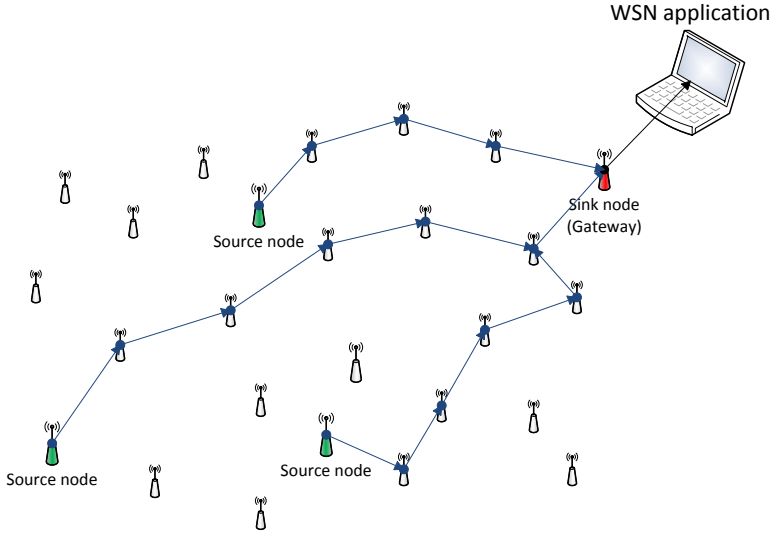 WSN application
Sink node
(Gateway)
Source node
Source node
Source node